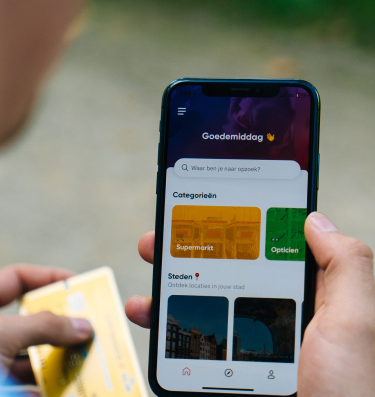 Goedemiddag 👋
Waar ben je naar opzoek?
Categorieën
Supermarkt
Opticien
Steden📍
Ontdek locaties in jouw stad